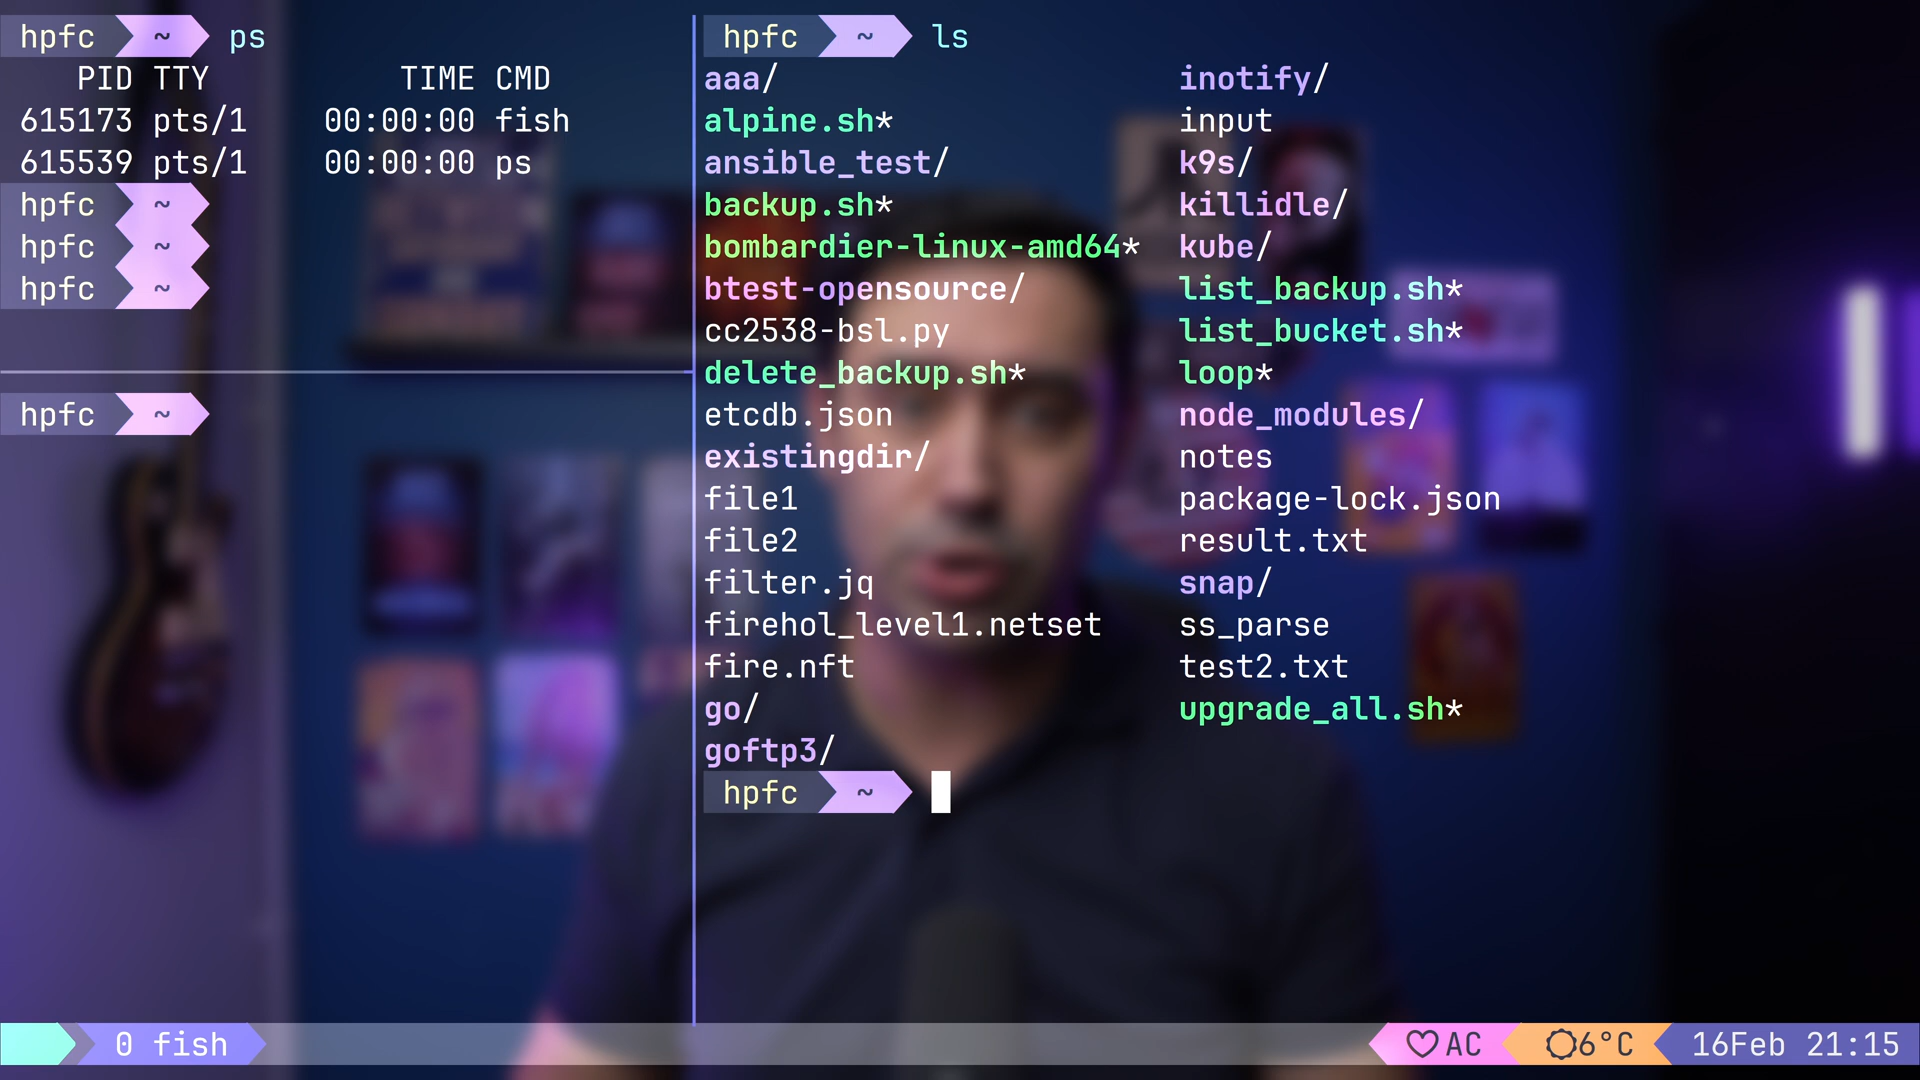 hpfc ~ ps
PID TTY TIME CMD
615173 pts/1 00:00:00 fish
615539 pts/1 00:00:00 ps
hpfc ~
hpfc ~
hpfc ~
hpfc ~
hpfc ~ ls
aaa/ inotify/
alpine.sh* input
ansible_test/ k9s/
backup.sh* killidle/
bombardier-linux-amd64* kube/
btest-opensource/ list_backup.sh*
cc2538-bsl.py list_bucket.sh*
delete_backup.sh* loop*
etcdb.json node_modules/
existingdir/ notes
file1 package-lock.json
file2 result.txt
filter.jq snap/
firehol_level1.netset ss_parse
fire.nft test2.txt
go/ upgrade_all.sh*
goftp3/
hpfc ~
0 fish AC 6°C 16Feb 21:15